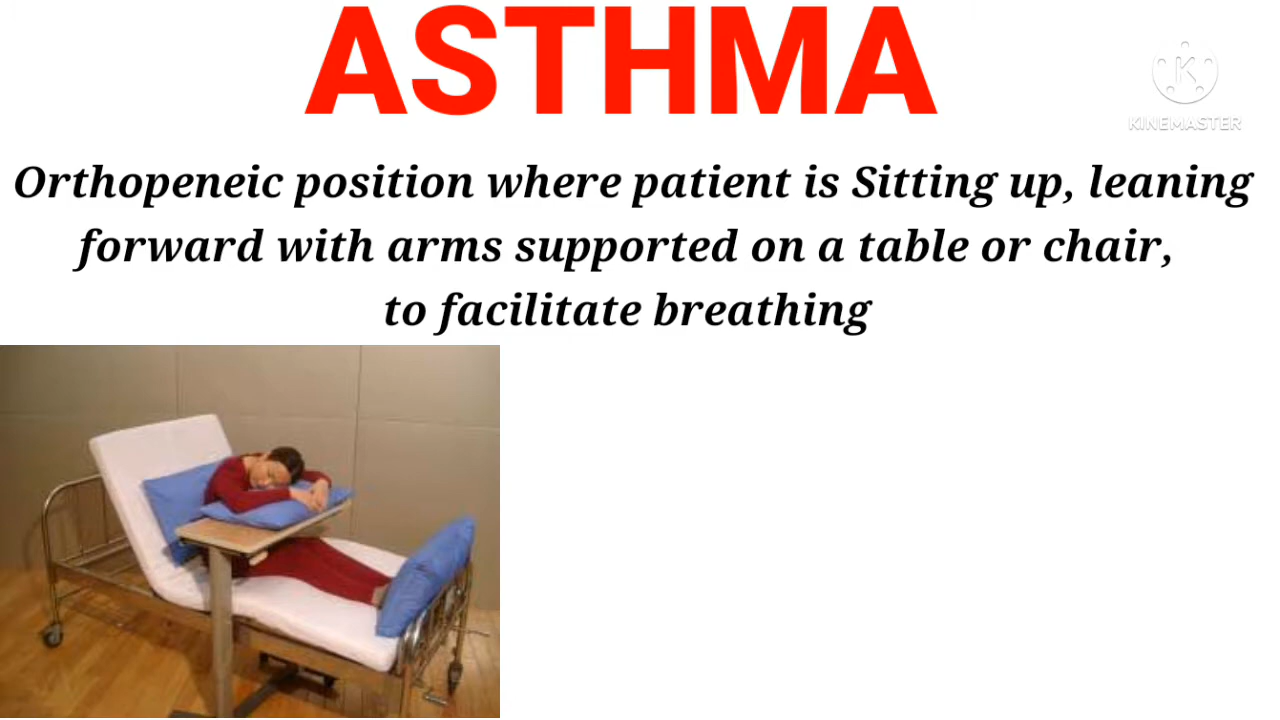 ASTHMA
KINEMASTER
Orthopeneic position where patient is Sitting up, leaning
forward with arms supported on a table or chair,
to facilitate breathing